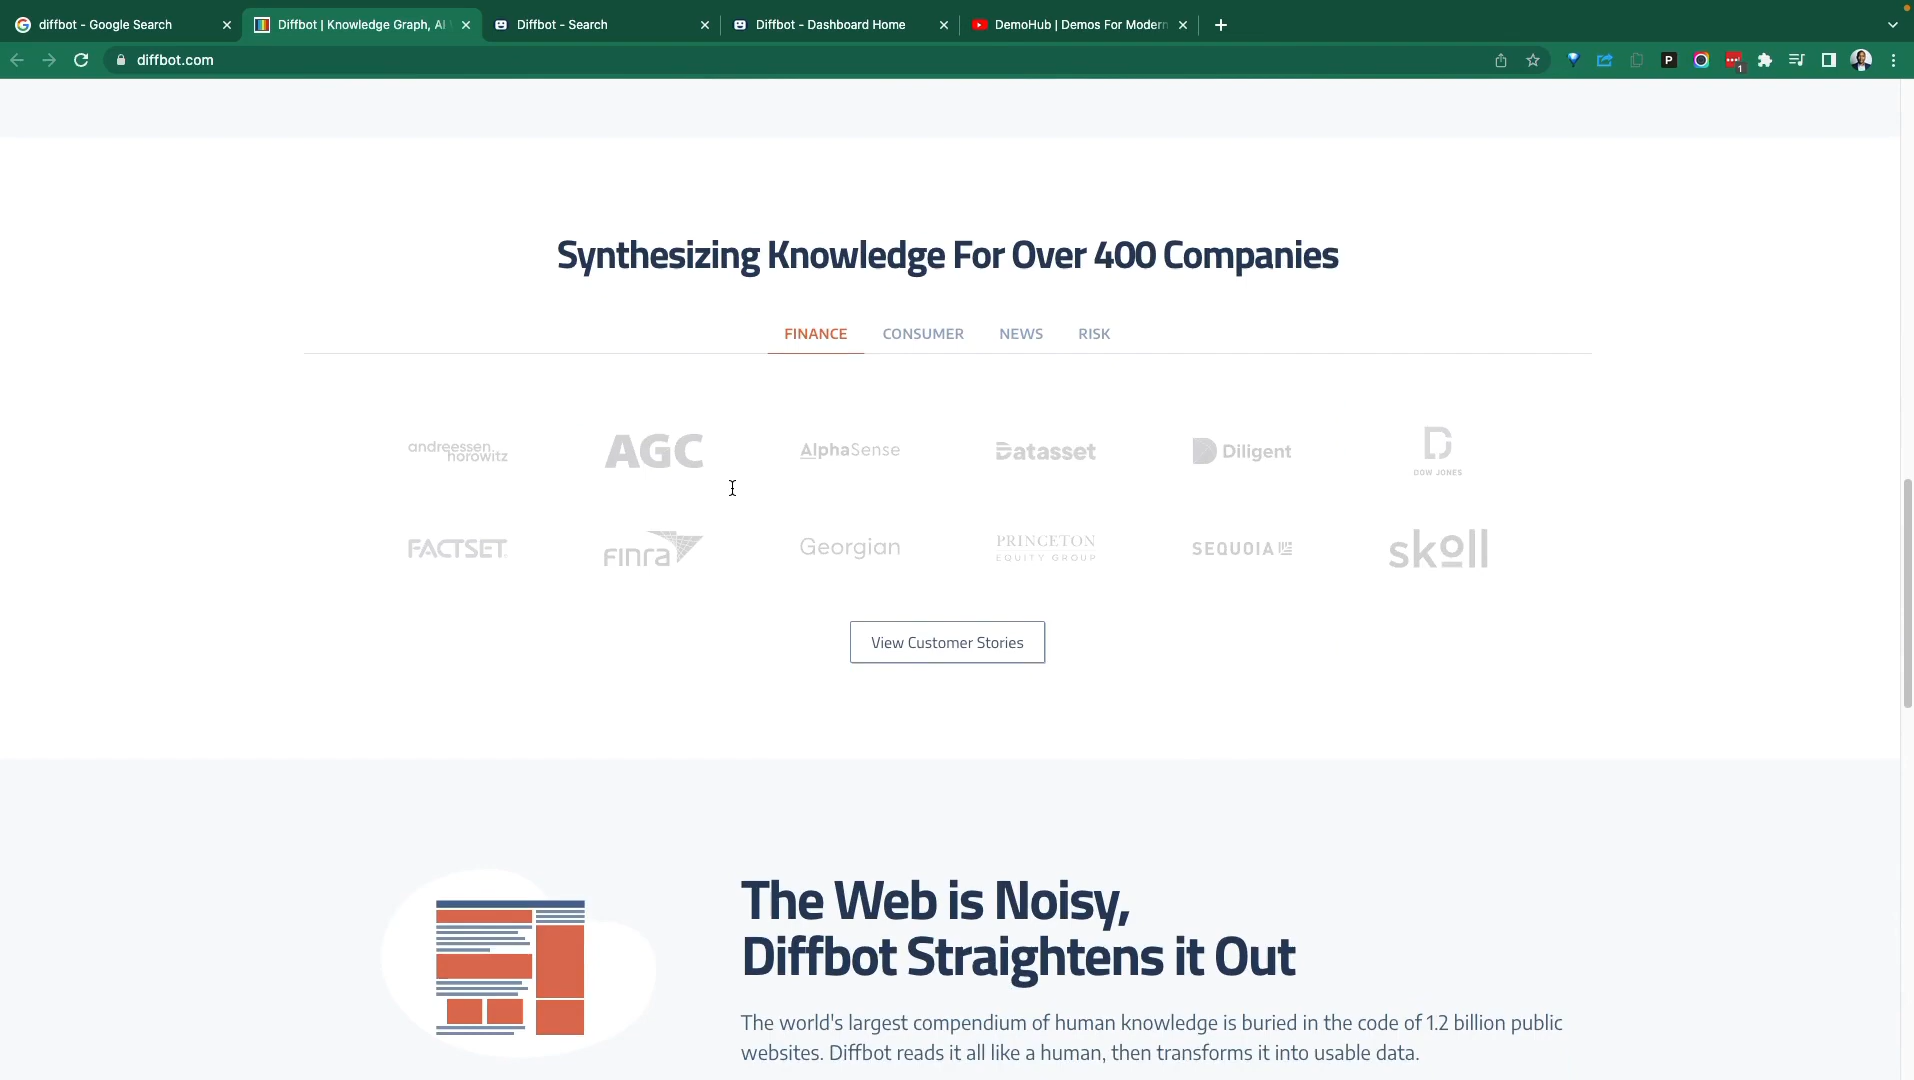 diffbot - Google Search
Diffbot | Knowledge Graph, AI
Diffbot - Search
Diffbot - Dashboard Home
DemoHub | Demos For Modern
diffbot.com
P
1
Synthesizing Knowledge For Over 400 Companies
FINANCE
CONSUMER
NEWS
RISK
andreessen. horowitz
AGC
AlphaSense
Datasset
Diligent
DOW JONES
FACTSET
finra
Georgian
PRINCETON
EQUITY GROUP
SEQUOIA
skoll
View Customer Stories
The Web is Noisy,
Diffbot Straightens it Out
The world's largest compendium of human knowledge is buried in the code of 1.2 billion public
websites. Diffbot reads it all like a human, then transforms it into usable data.